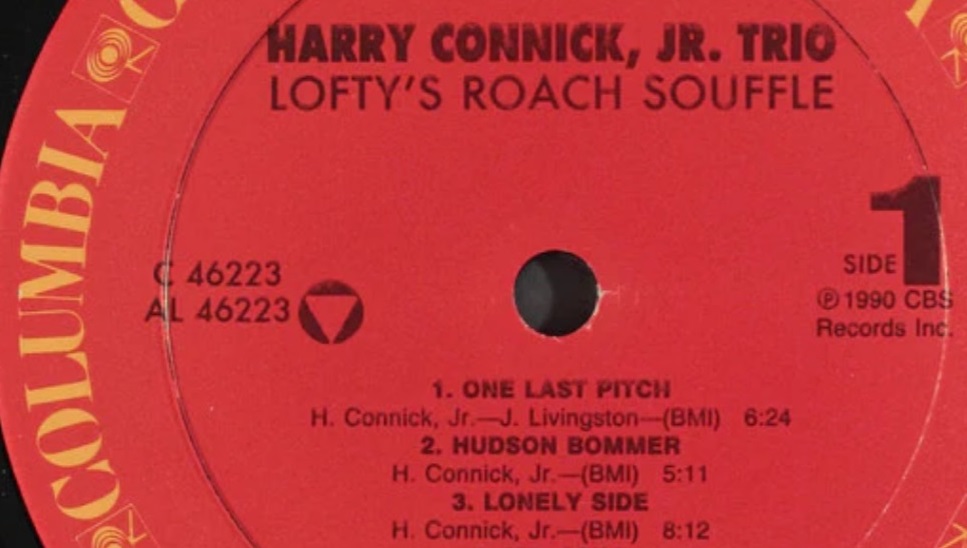 HARRY CONNICK, JR. TRIO
LOFTY'S ROACH SOUFFLE
COLUMBIA
1
SIDE
C 46223
AL 46223
℗ 1990 CBS
Records Inc.
1. ONE LAST PITCH
H. Connick, Jr.—J. Livingston—(BMI) 6:24
2. HUDSON BOMMER
H. Connick, Jr.—(BMI) 5:11
3. LONELY SIDE
H. Connick, Jr.—(BMI) 8:12